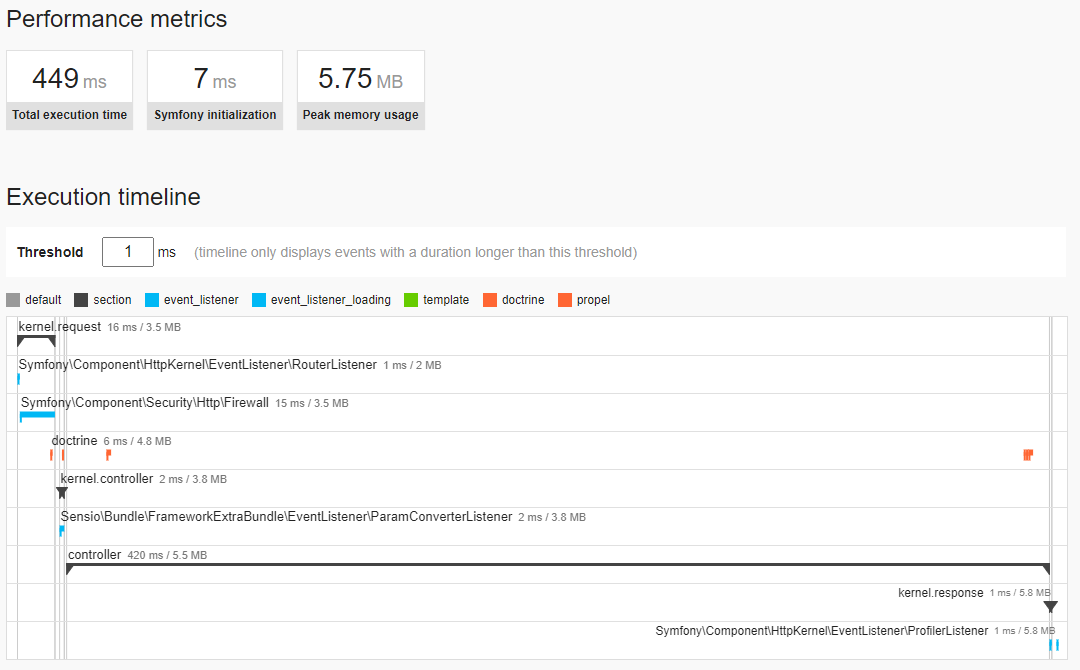 Performance metrics
449 ms
7 ms
5.75 MB
Total execution time
Symfony initialization
Peak memory usage
Execution timeline
Threshold 1 ms (timeline only displays events with a duration longer than this threshold)
default section event_listener event_listener_loading template doctrine propel
kernel.request 16 ms / 3.5 MB
Symfony\Component\HttpKernel\EventListener\RouterListener 1 ms / 2 MB
Symfony\Component\Security\Http\Firewall 15 ms / 3.5 MB
doctrine 6 ms / 4.8 MB
kernel.controller 2 ms / 3.8 MB
Sensio\Bundle\FrameworkExtraBundle\EventListener\ParamConverterListener 2 ms / 3.8 MB
controller 420 ms / 5.5 MB
kernel.response 1 ms / 5.8 MB
Symfony\Component\HttpKernel\EventListener\ProfilerListener 1 ms / 5.8 MB